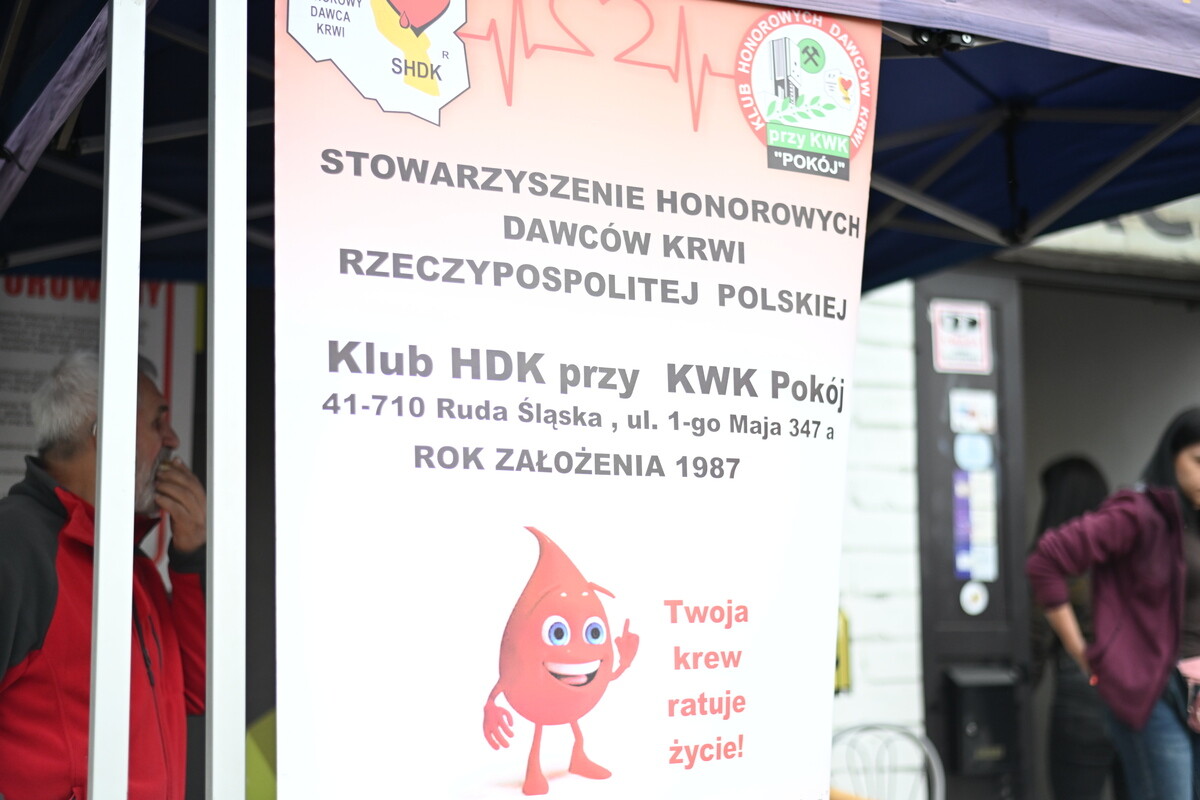 HONOROWY
DAWCA
KRWI
SHDK
R
KLUB HONOROWYCH DAWCÓW KRWI
przy KWK
"POKÓJ"
STOWARZYSZENIE HONOROWYCH
DAWCÓW KRWI
RZECZYPOSPOLITEJ POLSKIEJ
Klub HDK przy KWK Pokój
41-710 Ruda Śląska , ul. 1-go Maja 347 a
ROK ZAŁOŻENIA 1987
Twoja
krew
ratuje
życie!